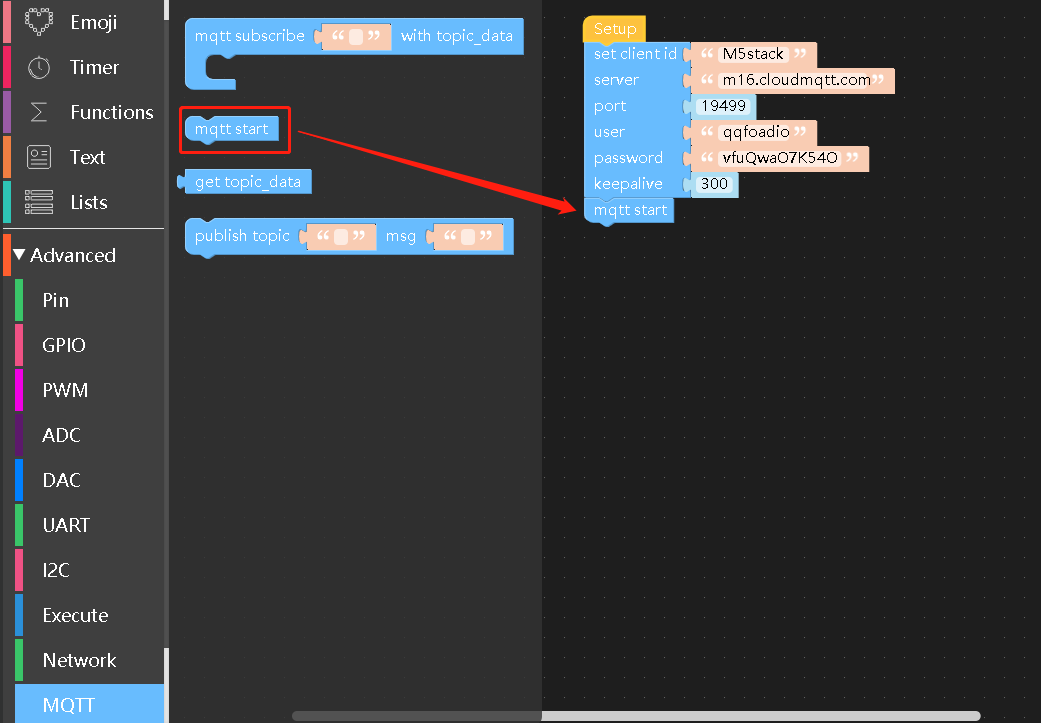 Emoji
Timer
Functions
Text
Lists
Advanced
Pin
GPIO
PWM
ADC
DAC
UART
I2C
Execute
Network
MQTT
mqtt subscribe “ ” with topic_data
mqtt start
get topic_data
publish topic “ ” msg “ ”
Setup
set client id “ M5stack ”
server “ m16.cloudmqtt.com ”
port 19499
user “ qqfoadio ”
password “ vfuQwaO7K54O ”
keepalive 300
mqtt start